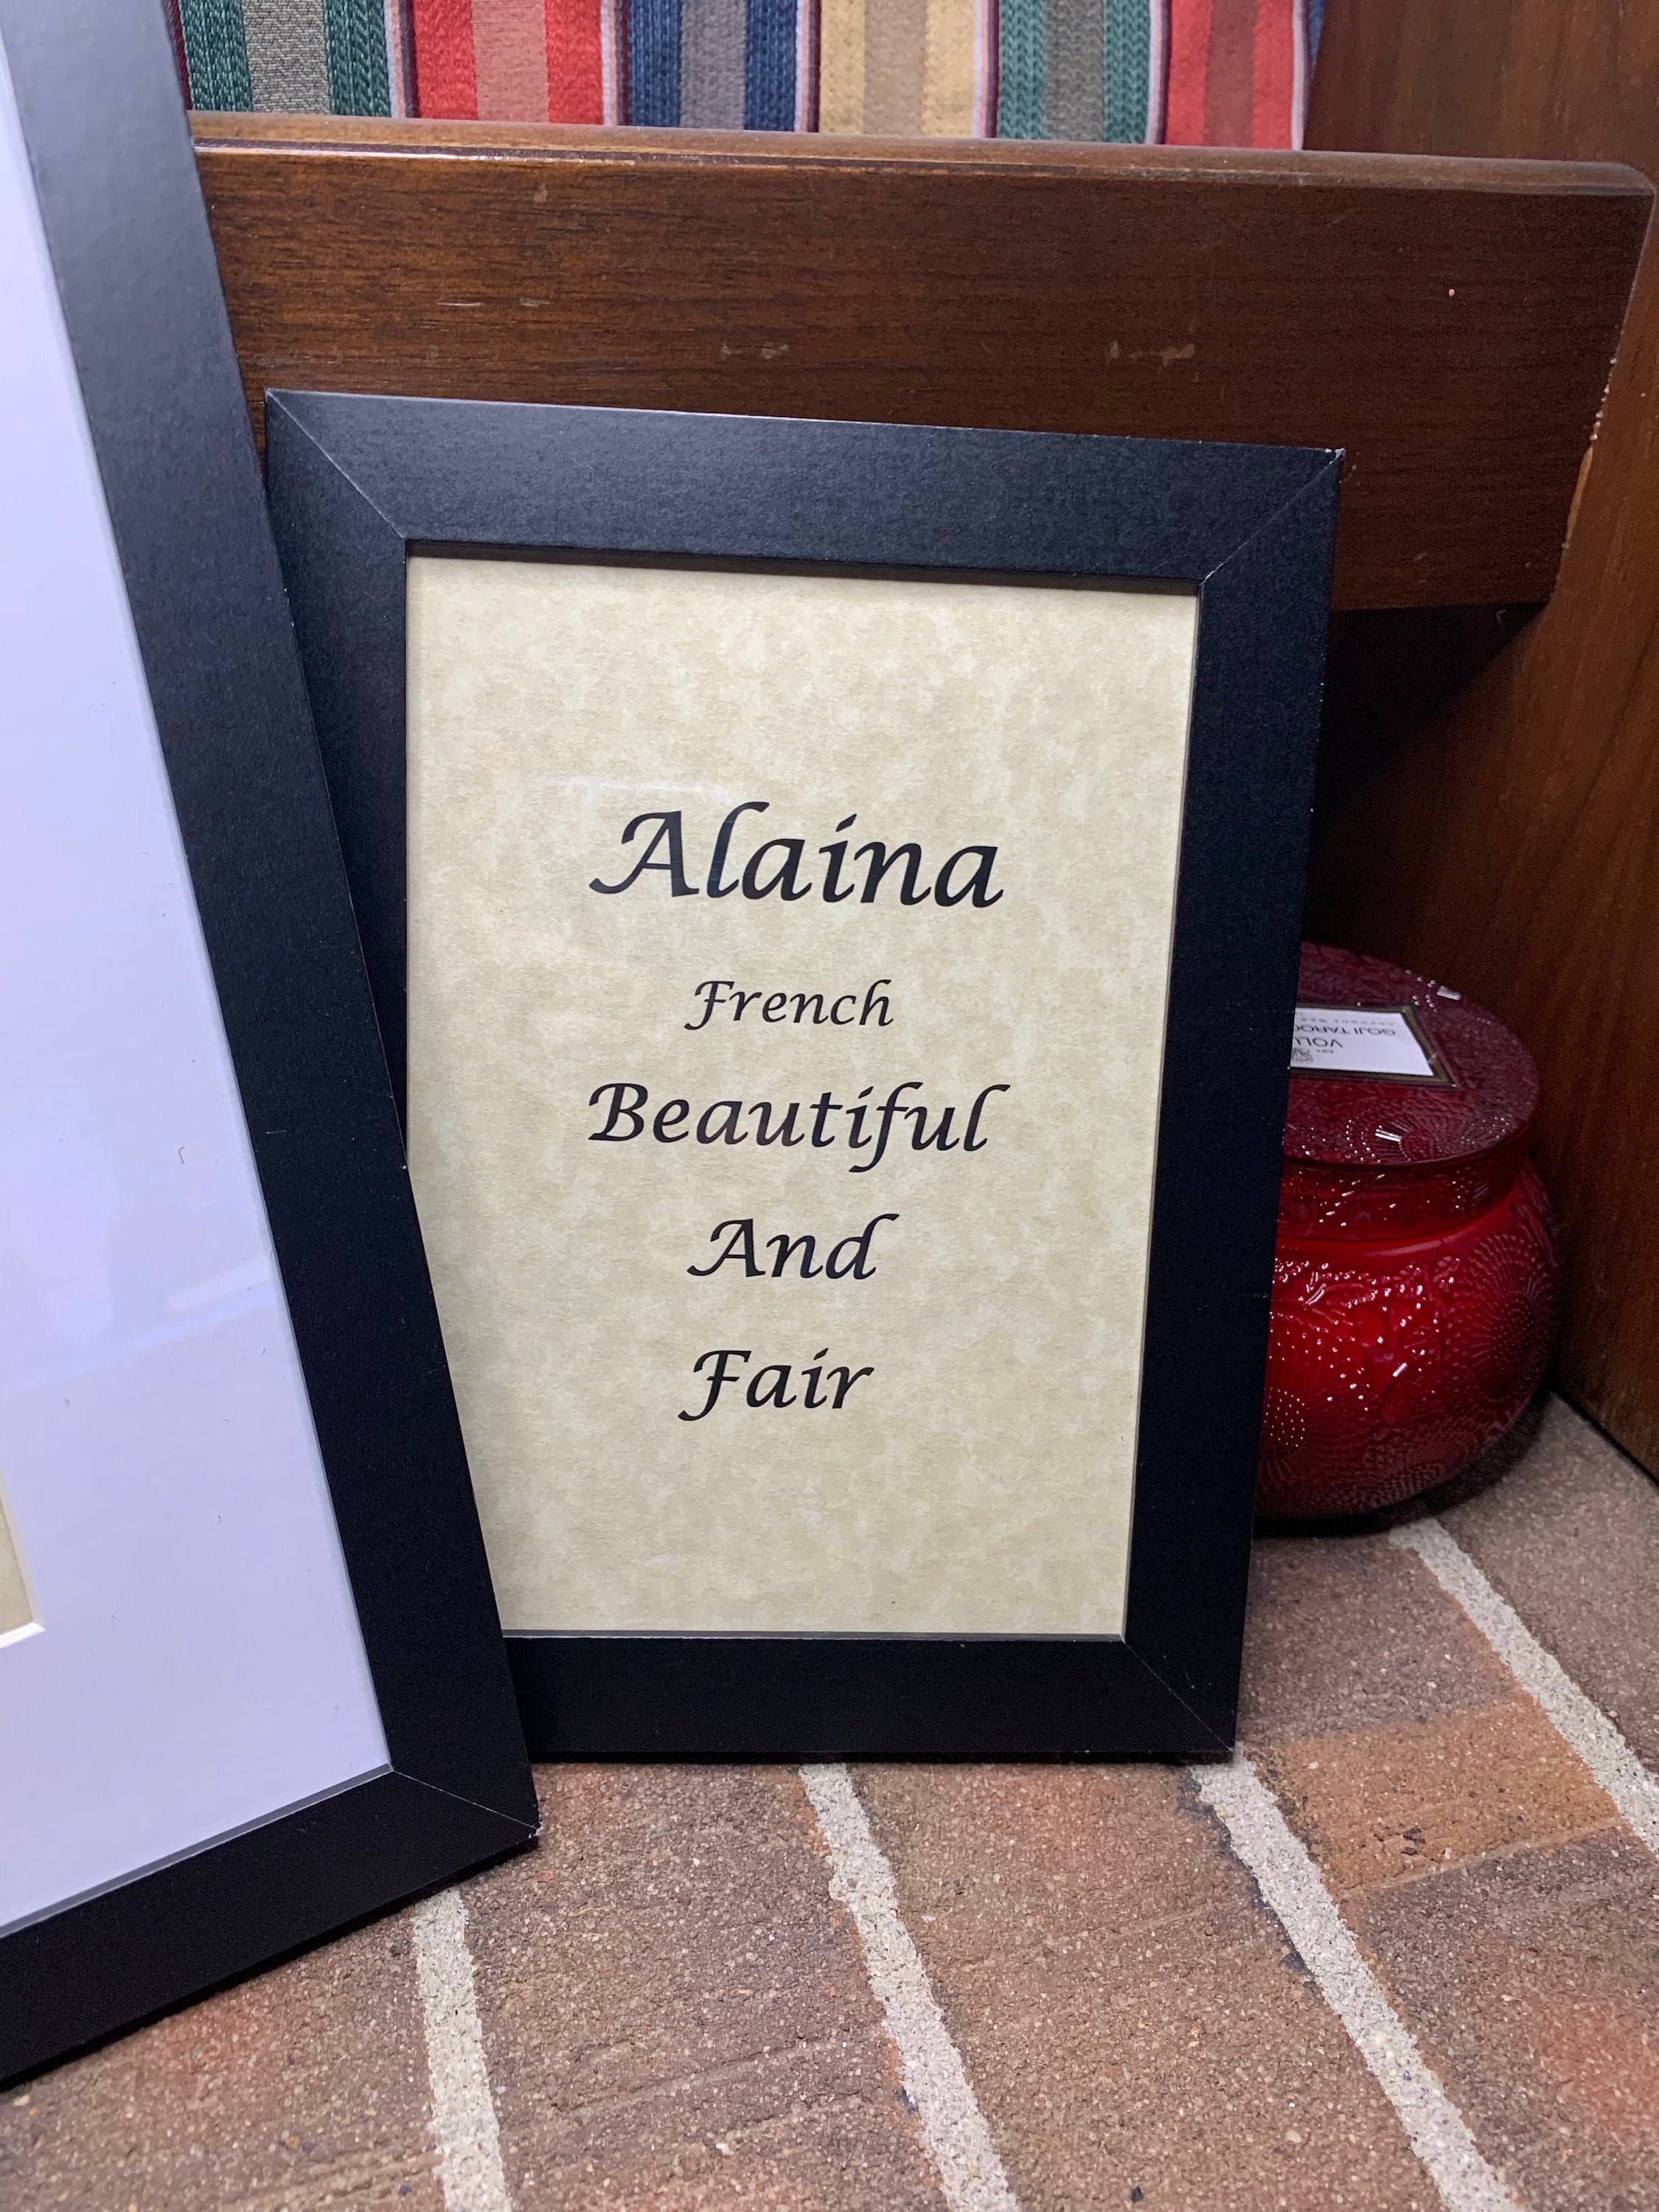 Alaina
French
Beautiful
And
Fair